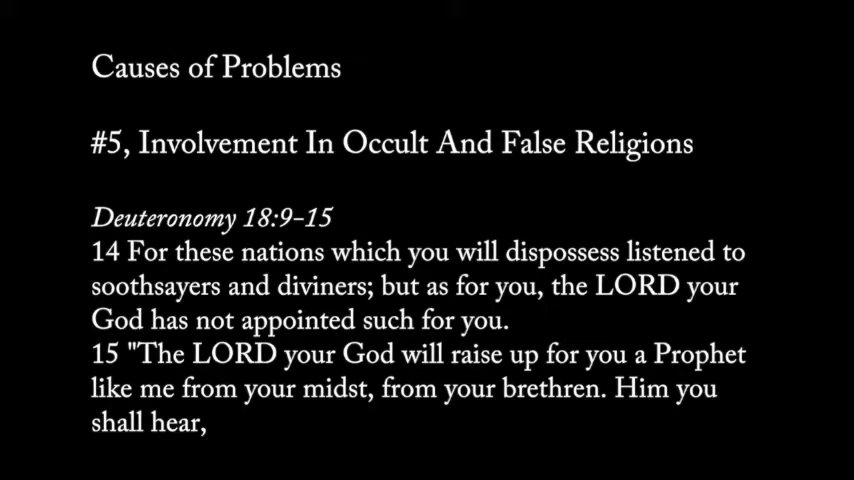 Causes of Problems
#5, Involvement In Occult And False Religions
Deuteronomy 18:9-15
14 For these nations which you will dispossess listened to
soothsayers and diviners; but as for you, the LORD your
God has not appointed such for you.
15 "The LORD your God will raise up for you a Prophet
like me from your midst, from your brethren. Him you
shall hear,